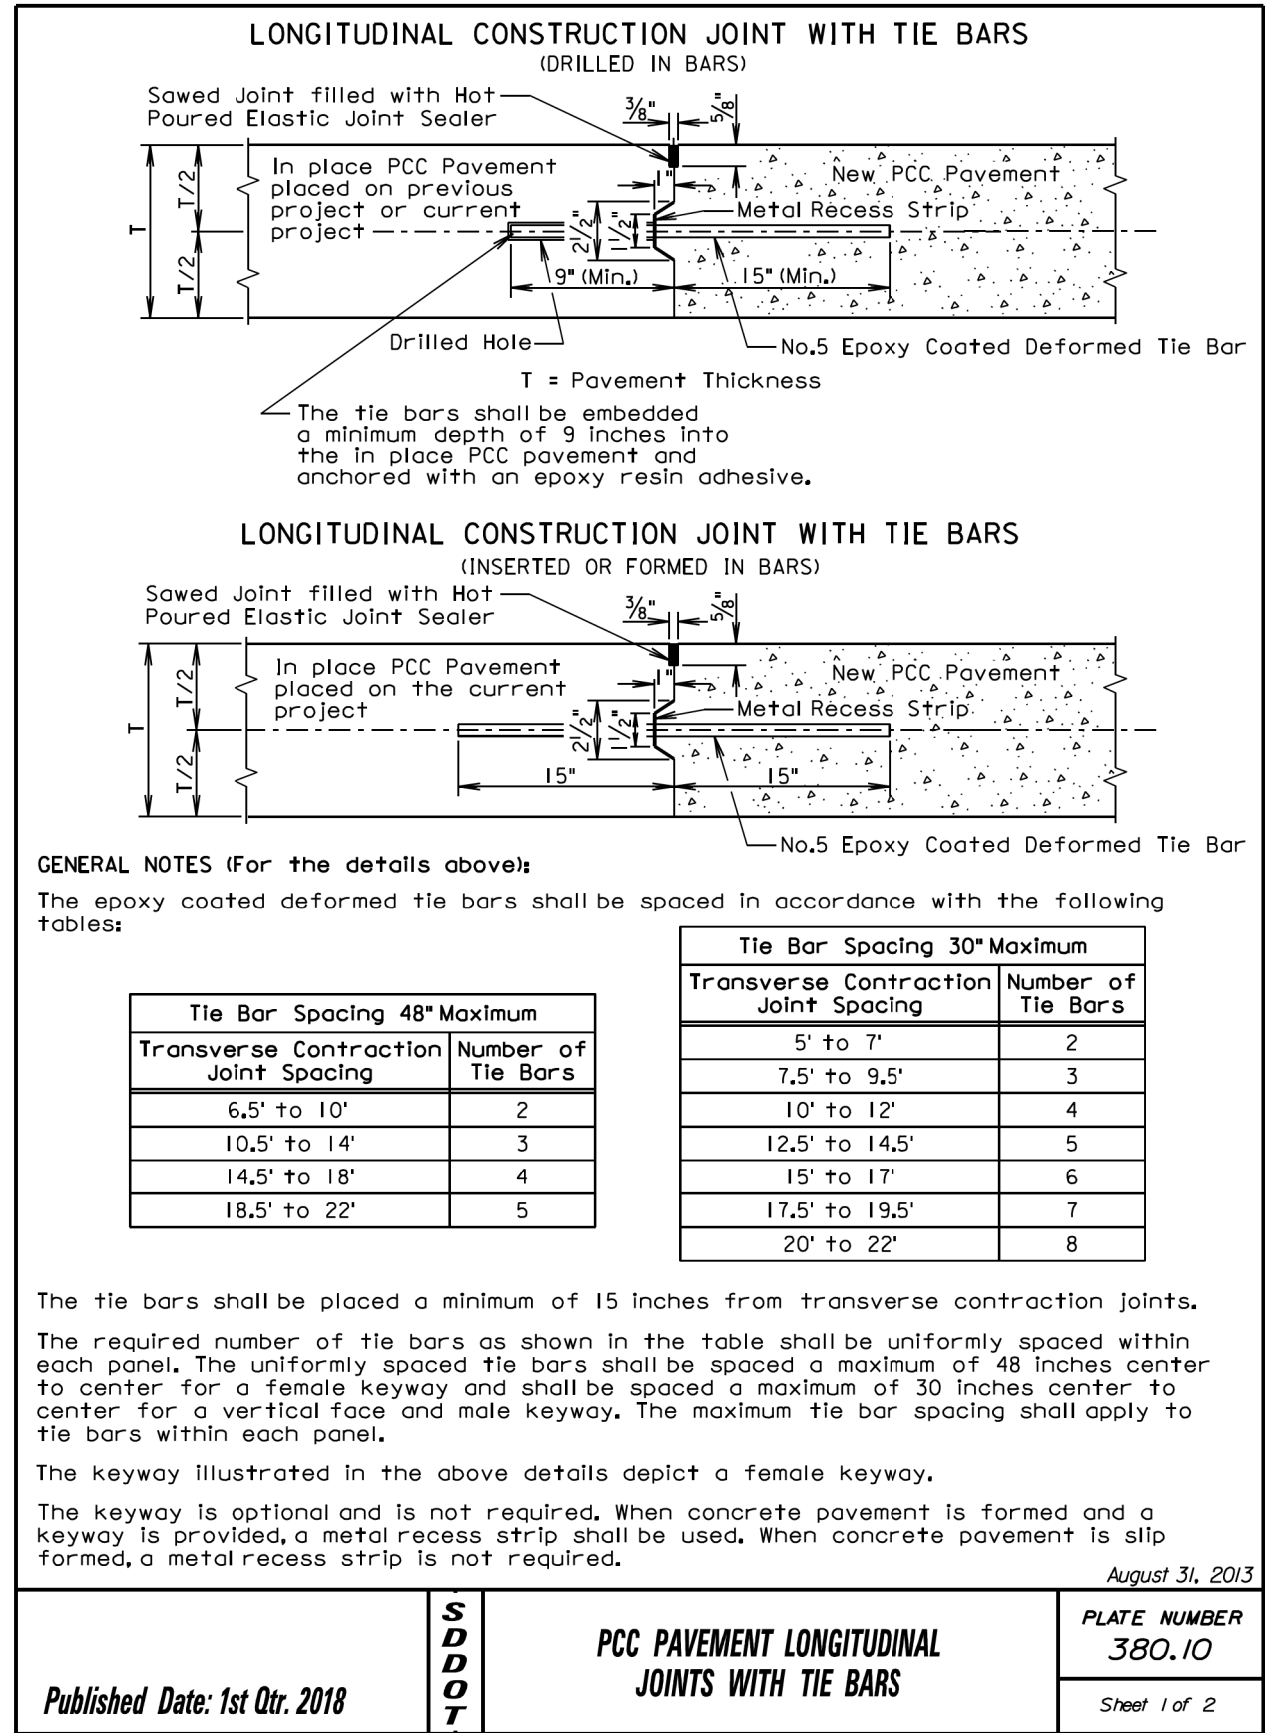 LONGITUDINAL CONSTRUCTION JOINT WITH TIE BARS
(DRILLED IN BARS)
Sawed Joint filled with Hot
Poured Elastic Joint Sealer
3/8"
5/8"
In place PCC Pavement
placed on previous
project or current
project
New PCC Pavement
1"
Metal Recess Strip
T
T/2
T/2
2 1/2"
1 1/2"
9" (Min.)
15" (Min.)
Drilled Hole
No.5 Epoxy Coated Deformed Tie Bar
T = Pavement Thickness
The tie bars shall be embedded
a minimum depth of 9 inches into
the in place PCC pavement and
anchored with an epoxy resin adhesive.
LONGITUDINAL CONSTRUCTION JOINT WITH TIE BARS
(INSERTED OR FORMED IN BARS)
Sawed Joint filled with Hot
Poured Elastic Joint Sealer
3/8"
5/8"
In place PCC Pavement
placed on the current
project
New PCC Pavement
1"
Metal Recess Strip
T
T/2
T/2
2 1/2"
1 1/2"
15"
15"
No.5 Epoxy Coated Deformed Tie Bar
GENERAL NOTES (For the details above):
The epoxy coated deformed tie bars shall be spaced in accordance with the following
tables:
Tie Bar Spacing 48" Maximum
Transverse Contraction Joint Spacing Number of Tie Bars
6.5' to 10' 2
10.5' to 14' 3
14.5' to 18' 4
18.5' to 22' 5
Tie Bar Spacing 30" Maximum
Transverse Contraction Joint Spacing Number of Tie Bars
5' to 7' 2
7.5' to 9.5' 3
10' to 12' 4
12.5' to 14.5' 5
15' to 17' 6
17.5' to 19.5' 7
20' to 22' 8
The tie bars shall be placed a minimum of 15 inches from transverse contraction joints.
The required number of tie bars as shown in the table shall be uniformly spaced within
each panel. The uniformly spaced tie bars shall be spaced a maximum of 48 inches center
to center for a female keyway and shall be spaced a maximum of 30 inches center to
center for a vertical face and male keyway. The maximum tie bar spacing shall apply to
tie bars within each panel.
The keyway illustrated in the above details depict a female keyway.
The keyway is optional and is not required. When concrete pavement is formed and a
keyway is provided, a metal recess strip shall be used. When concrete pavement is slip
formed, a metal recess strip is not required.
August 31, 2013
Published Date: 1st Qtr. 2018
SDDOT
PCC PAVEMENT LONGITUDINAL
JOINTS WITH TIE BARS
PLATE NUMBER
380.10
Sheet 1 of 2